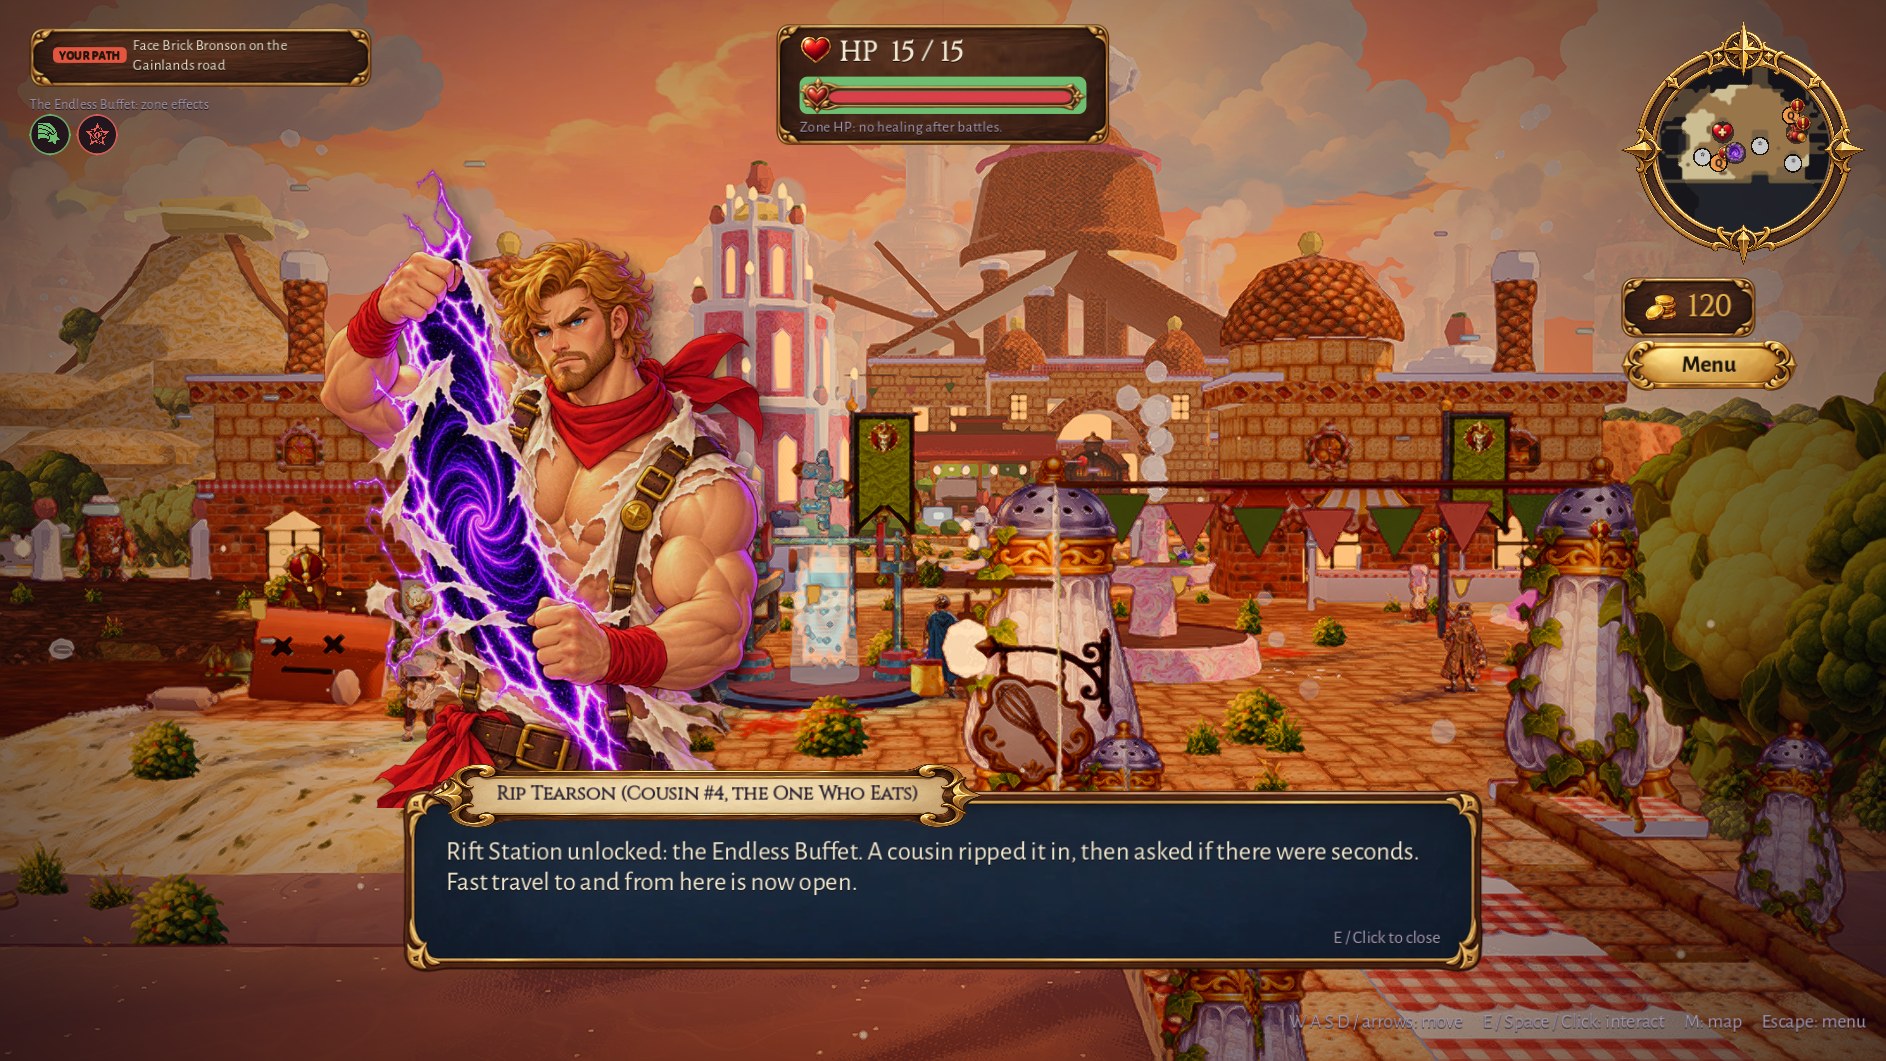 YOUR PATH Face Brick Bronson on the
Gainlands road
The Endless Buffet: zone effects
HP 15 / 15
Zone HP: no healing after battles.
120
Menu
Rip Tearson (Cousin #4, the One Who Eats)
Rift Station unlocked: the Endless Buffet. A cousin ripped it in, then asked if there were seconds.
Fast travel to and from here is now open.
E / Click to close
W A S D / arrows: move E / Space / Click: interact M: map Escape: menu